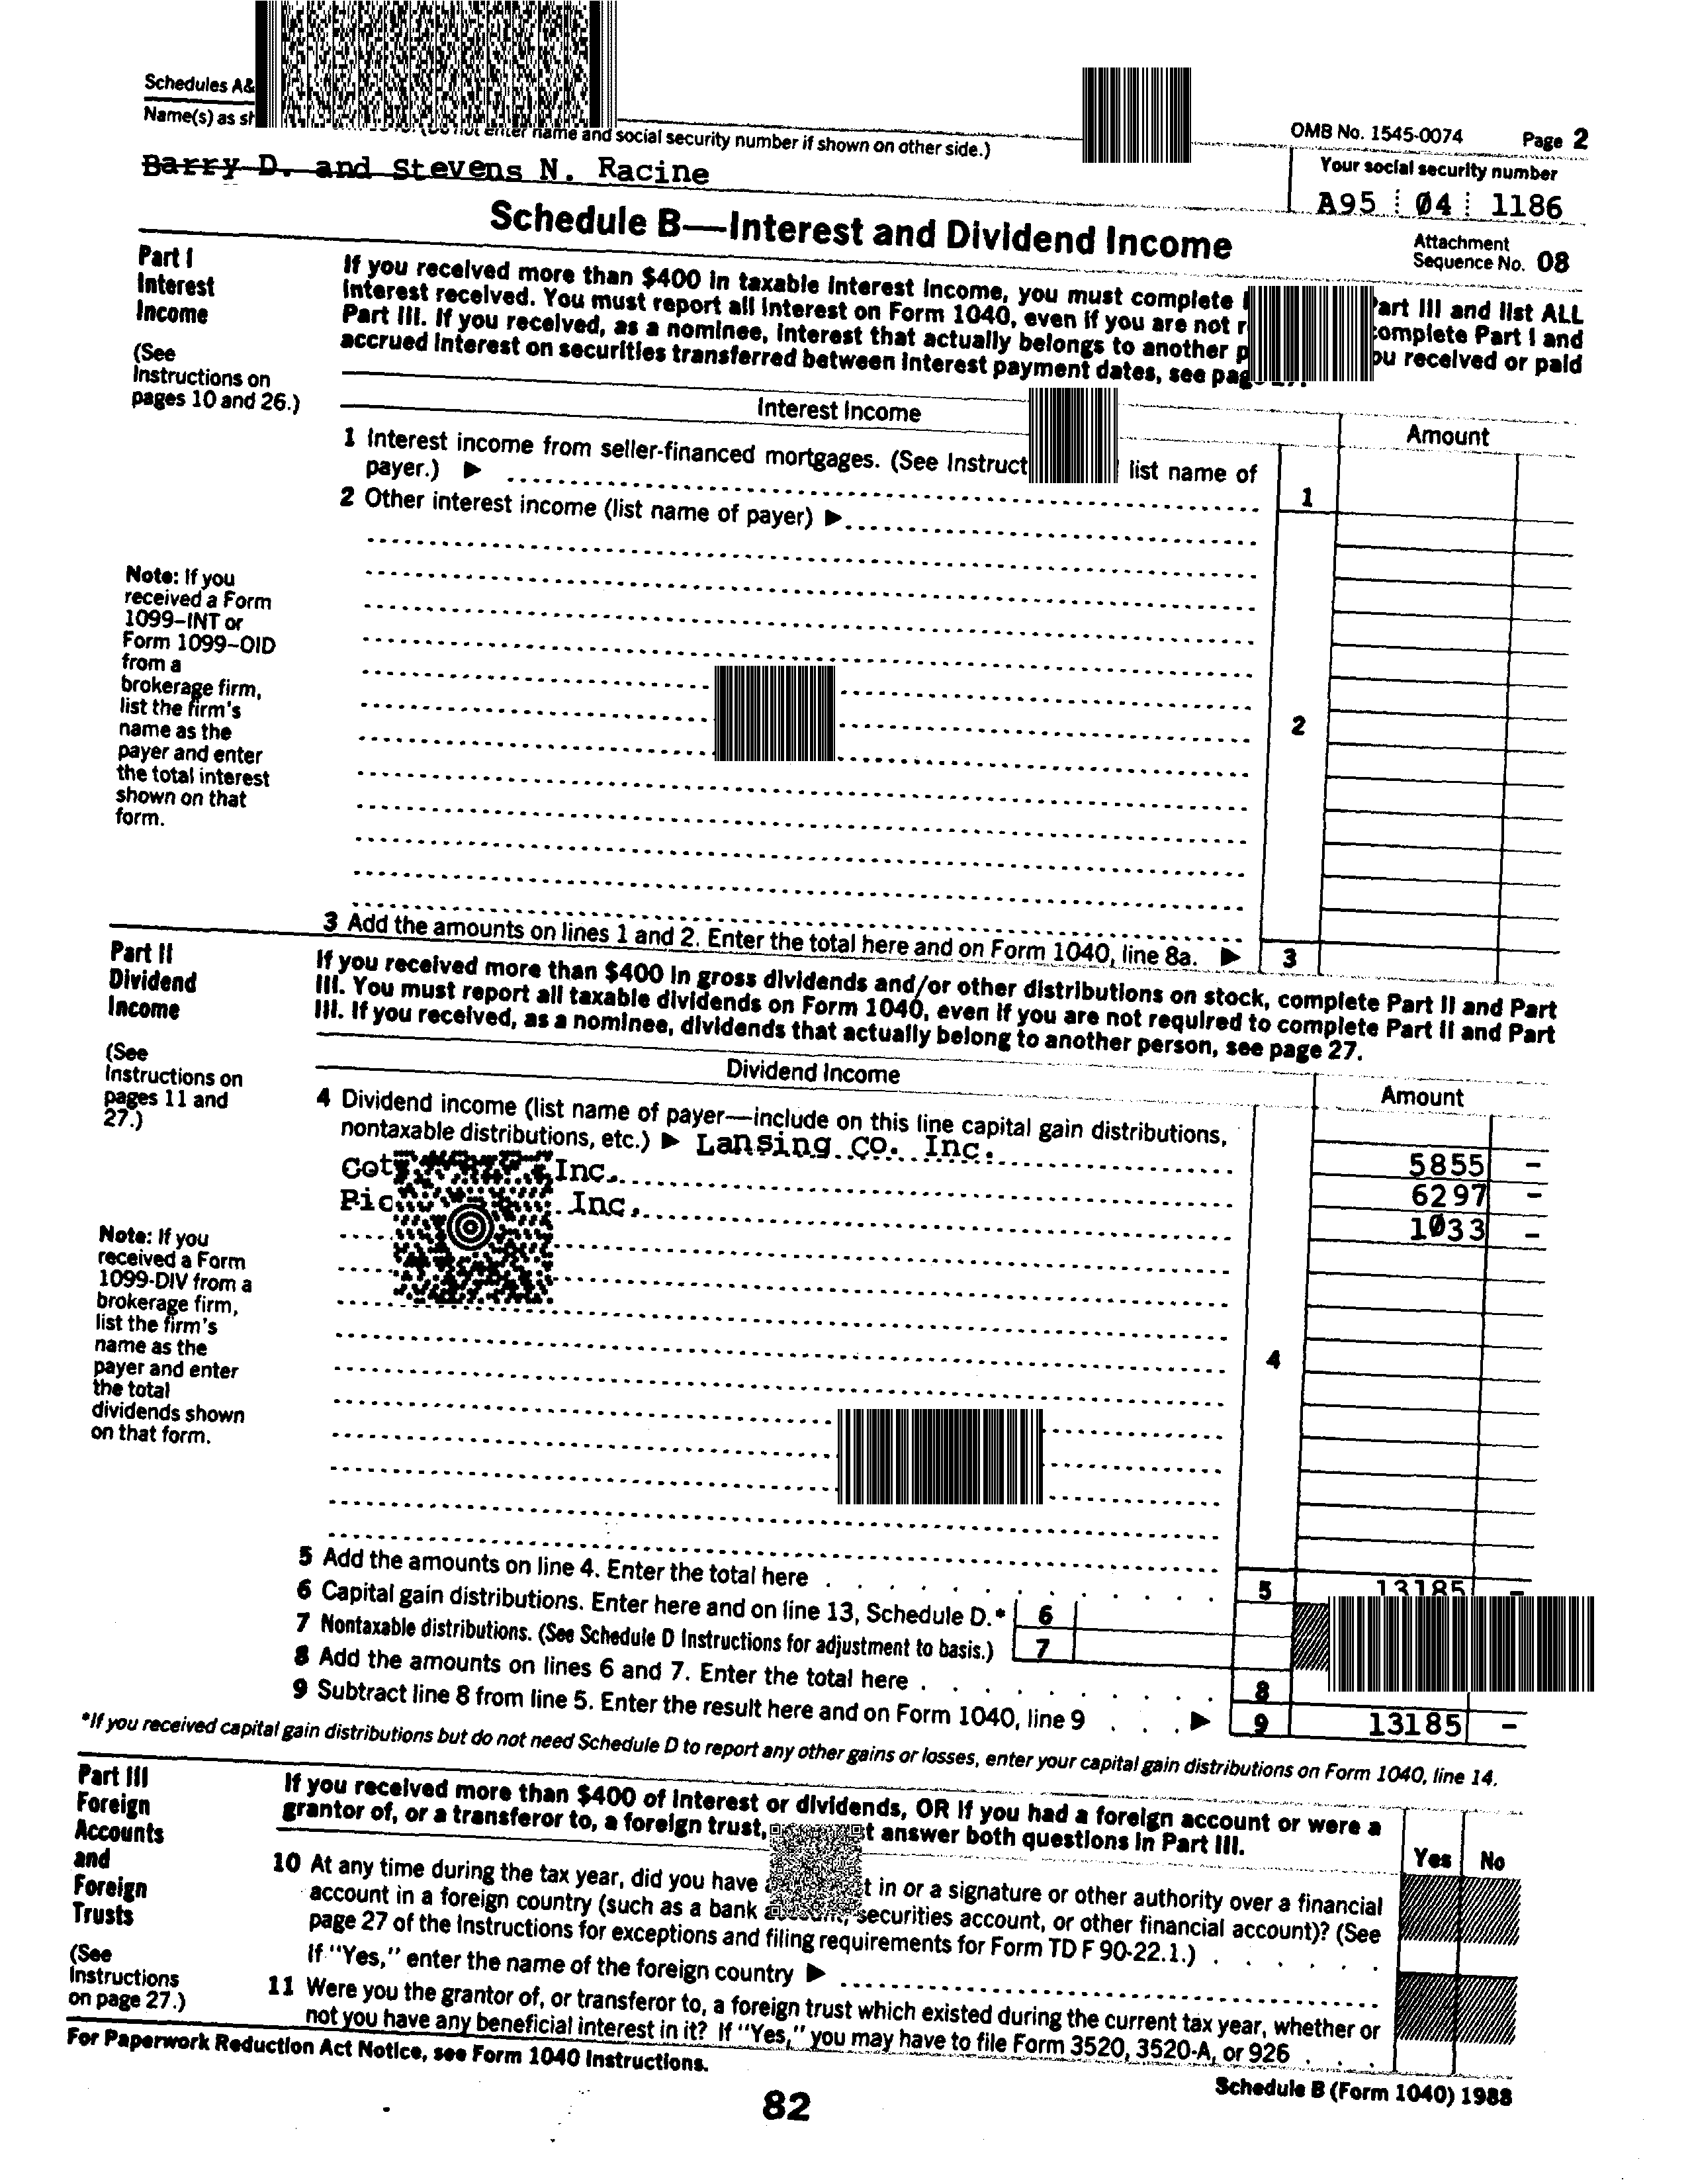 Schedules A&
OMB No. 1545-0074 Page 2
Name(s) as name and social security number if shown on other side.)
Your social security number
Barry D. and Stevens N. Racine
A95 04 1186
Schedule B—Interest and Dividend Income
Attachment
Sequence No. 08
Part I
Interest
Income
(See
Instructions on
pages 10 and 26.)
If you received more than $400 in taxable interest income, you must complete Part III and list ALL
interest received. You must report all interest on Form 1040, even if you are not complete Part I and
Part III. If you received, as a nominee, interest that actually belongs to another received or paid
accrued interest on securities transferred between interest payment dates, see
Interest Income
Amount
1 Interest income from seller-financed mortgages. (See list name of
payer.) ▶
1
2 Other interest income (list name of payer) ▶
Note: If you
received a Form
1099–INT or
Form 1099–OID
from a
brokerage firm,
list the firm's
name as the
payer and enter
the total interest
shown on that
form.
2
3 Add the amounts on lines 1 and 2. Enter the total here and on Form 1040, line 8a. ▶ 3
Part II
Dividend
Income
(See
Instructions on
pages 11 and
27.)
If you received more than $400 in gross dividends and/or other distributions on stock, complete Part II and Part
III. You must report all taxable dividends on Form 1040, even if you are not required to complete Part II and Part
III. If you received, as a nominee, dividends that actually belong to another person, see page 27.
Dividend Income
Amount
4 Dividend income (list name of payer—include on this line capital gain distributions,
nontaxable distributions, etc.) ▶ Lansing Co. Inc. 5855 –
Inc. 6297 –
Inc. 1033 –
Note: If you
received a Form
1099-DIV from a
brokerage firm,
list the firm's
name as the
payer and enter
the total
dividends shown
on that form.
4
5 Add the amounts on line 4. Enter the total here 5 13185 –
6 Capital gain distributions. Enter here and on line 13, Schedule D.* 6
7 Nontaxable distributions. (See Schedule D Instructions for adjustment to basis.) 7
8 Add the amounts on lines 6 and 7. Enter the total here 8
9 Subtract line 8 from line 5. Enter the result here and on Form 1040, line 9 ▶ 9 13185 –
*If you received capital gain distributions but do not need Schedule D to report any other gains or losses, enter your capital gain distributions on Form 1040, line 14.
Part III
Foreign
Accounts
and
Foreign
Trusts
(See
Instructions
on page 27.)
If you received more than $400 of interest or dividends, OR if you had a foreign account or were a
grantor of, or a transferor to, a foreign trust, answer both questions in Part III.
Yes No
10 At any time during the tax year, did you have in or a signature or other authority over a financial
account in a foreign country (such as a bank securities account, or other financial account)? (See
page 27 of the Instructions for exceptions and filing requirements for Form TD F 90-22.1.)
If "Yes," enter the name of the foreign country ▶
11 Were you the grantor of, or transferor to, a foreign trust which existed during the current tax year, whether or
not you have any beneficial interest in it? If "Yes," you may have to file Form 3520, 3520-A, or 926
For Paperwork Reduction Act Notice, see Form 1040 Instructions.
Schedule B (Form 1040) 1988
82